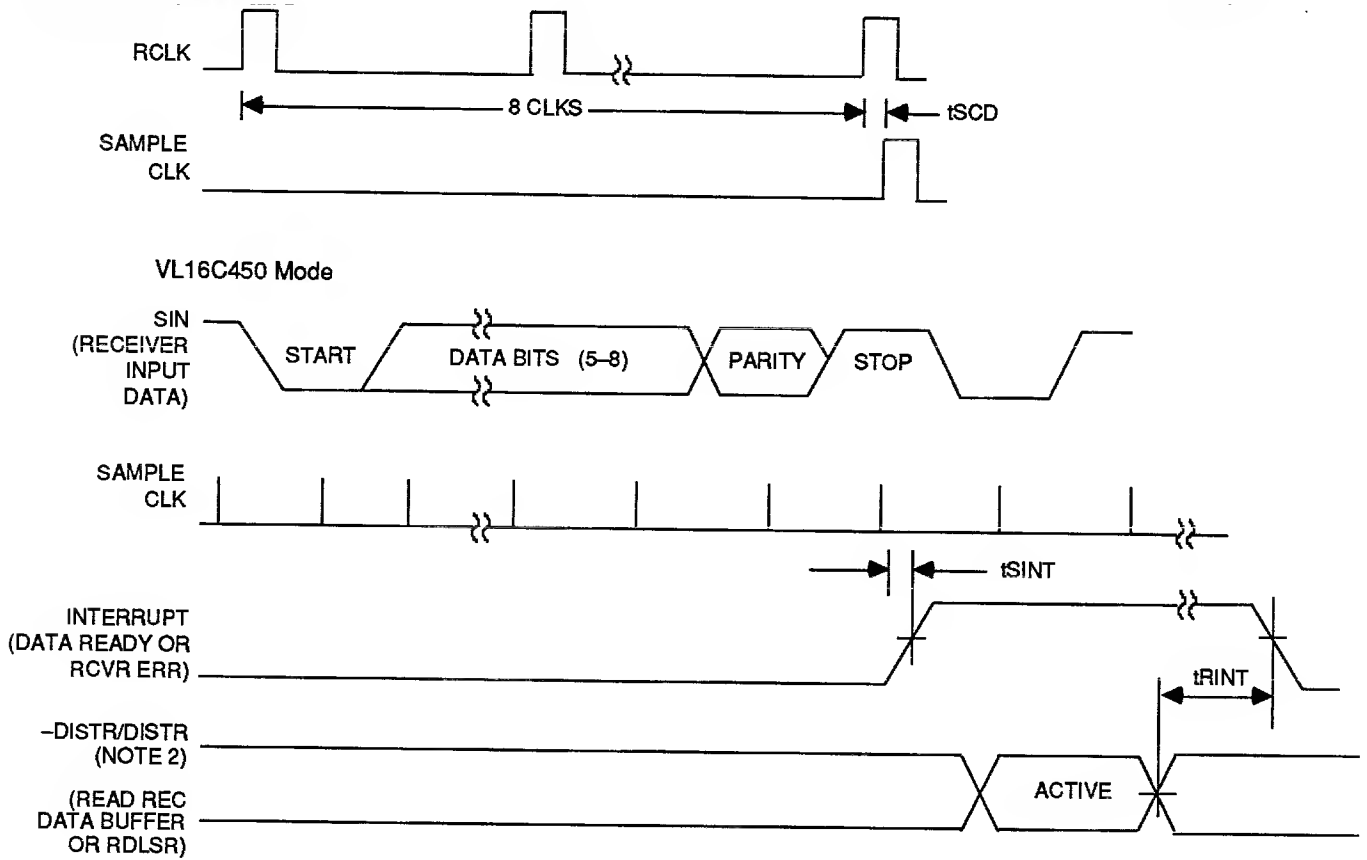 RCLK
8 CLKS
tSCD
SAMPLE
CLK
VL16C450 Mode
SIN
(RECEIVER
INPUT
DATA)
START
DATA BITS (5–8)
PARITY
STOP
SAMPLE
CLK
tSINT
INTERRUPT
(DATA READY OR
RCVR ERR)
tRINT
–DISTR/DISTR
(NOTE 2)
(READ REC
DATA BUFFER
OR RDLSR)
ACTIVE